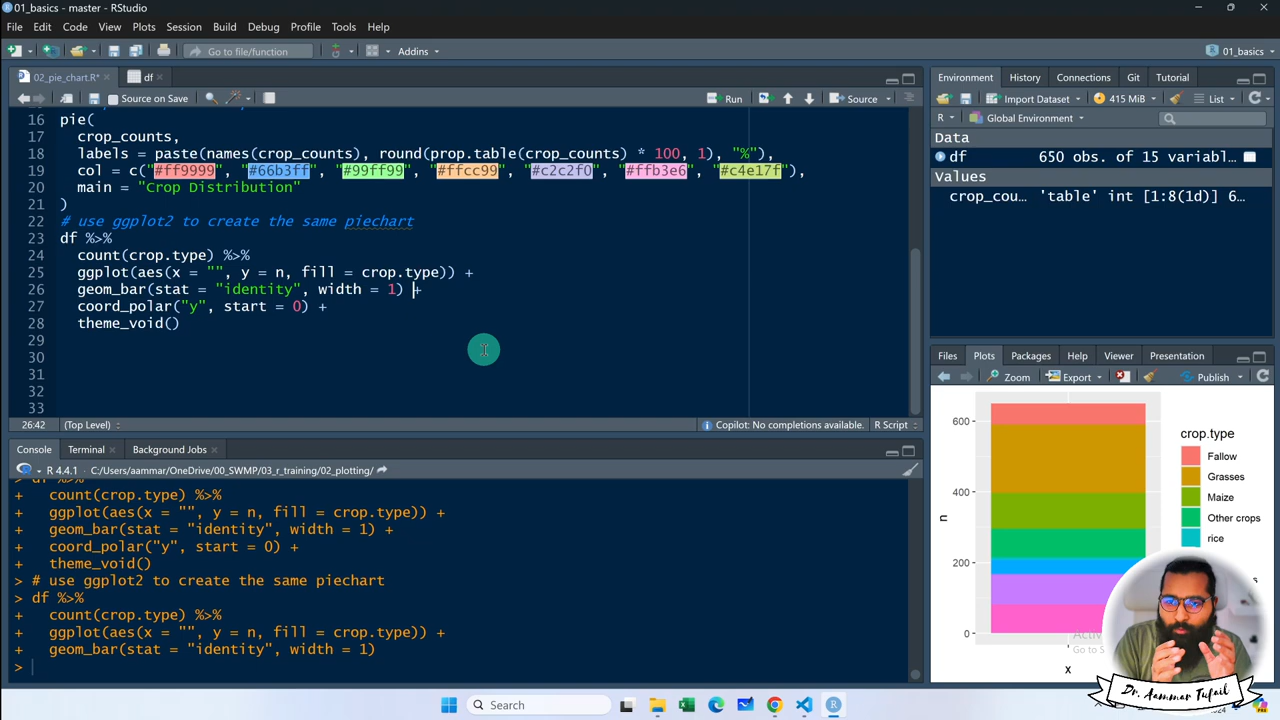 01_basics - master - RStudio
File Edit Code View Plots Session Build Debug Profile Tools Help
Go to file/function Addins 01_basics
02_pie_chart.R* df
Source on Save Run Source
16 pie(
17 crop_counts,
18 labels = paste(names(crop_counts), round(prop.table(crop_counts) * 100, 1), "%"),
19 col = c("#ff9999", "#66b3ff", "#99ff99", "#ffcc99", "#c2c2f0", "#ffb3e6", "#c4e17f"),
20 main = "Crop Distribution"
21 )
22 # use ggplot2 to create the same piechart
23 df %>%
24 count(crop.type) %>%
25 ggplot(aes(x = "", y = n, fill = crop.type)) +
26 geom_bar(stat = "identity", width = 1) +
27 coord_polar("y", start = 0) +
28 theme_void()
29
30
31
32
33
26:42 (Top Level) Copilot: No completions available. R Script
Console Terminal Background Jobs
R 4.4.1 · C:/Users/aammar/OneDrive/00_SWMP/03_r_training/02_plotting/
> df %>%
+ count(crop.type) %>%
+ ggplot(aes(x = "", y = n, fill = crop.type)) +
+ geom_bar(stat = "identity", width = 1) +
+ coord_polar("y", start = 0) +
+ theme_void()
> # use ggplot2 to create the same piechart
> df %>%
+ count(crop.type) %>%
+ ggplot(aes(x = "", y = n, fill = crop.type)) +
+ geom_bar(stat = "identity", width = 1)
>
Environment History Connections Git Tutorial
Import Dataset 415 MiB List
R Global Environment
Data
df 650 obs. of 15 variabl…
Values
crop_cou… 'table' int [1:8(1d)] 6…
Files Plots Packages Help Viewer Presentation
Zoom Export Publish
600
400
200
0
n
x
crop.type
Fallow
Grasses
Maize
Other crops
rice
Activ
Go to S
Dr. Aammar Tufail
Search